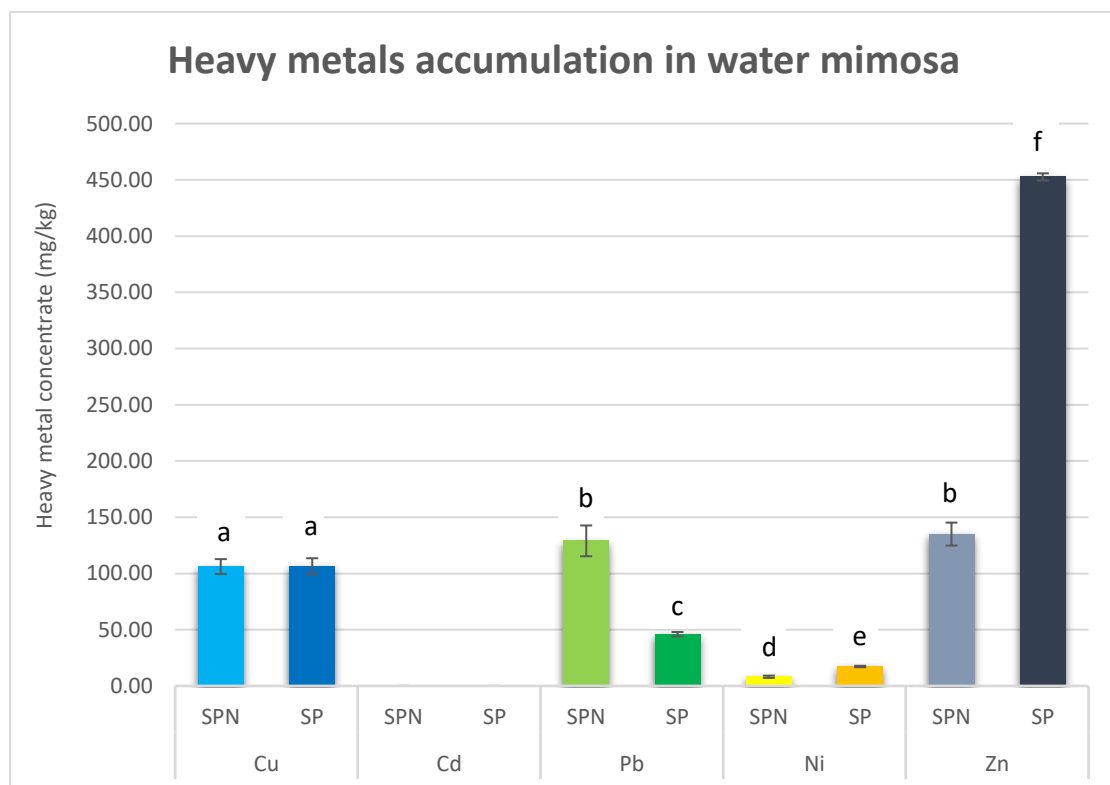 Heavy metals accumulation in water mimosa
Heavy metal concentrate (mg/kg)
500.00
450.00
400.00
350.00
300.00
250.00
200.00
150.00
100.00
50.00
0.00
a
a
b
c
d
e
b
f
SPN SP SPN SP SPN SP SPN SP SPN SP
Cu Cd Pb Ni Zn